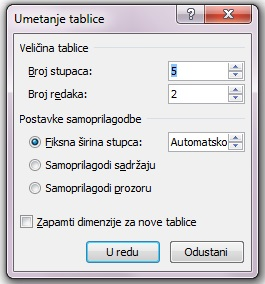 Umetanje tablice
Veličina tablice
Broj stupaca: 5
Broj redaka: 2
Postavke samoprilagodbe
Fiksna širina stupca: Automatsko
Samoprilagodi sadržaju
Samoprilagodi prozoru
Zapamti dimenzije za nove tablice
U redu Odustani